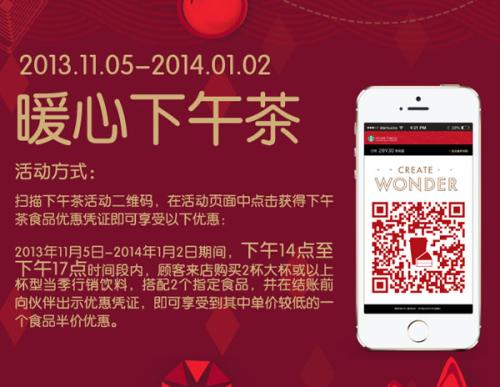 2013.11.05-2014.01.02
暖心下午茶
活动方式：
扫描下午茶活动二维码，在活动页面中点击获得下午
茶食品优惠凭证即可享受以下优惠：
2013年11月5日-2014年1月2日期间，下午14点至
下午17点时间段内，顾客来店购买2杯大杯或以上
杯型当季行销饮料，搭配2个指定食品，并在结账前
向伙伴出示优惠凭证，即可享受到其中单价较低的一
个食品半价优惠。
4:21 PM
CREATE
WONDER